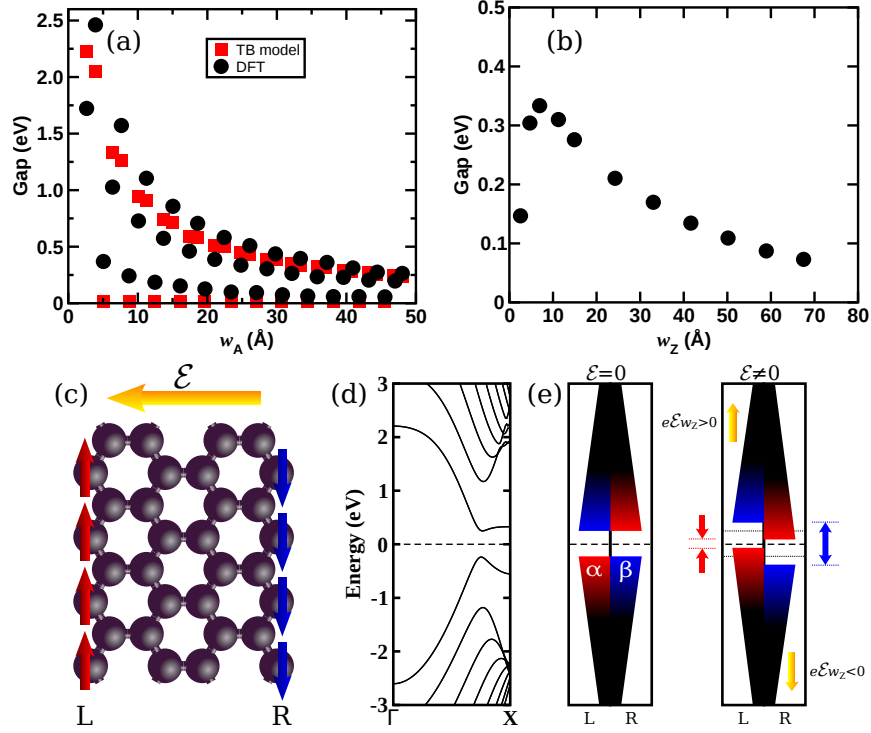 (a)
TB model
DFT
Gap (eV)
2.5
2.0
1.5
1.0
0.5
0
0 10 20 30 40 50
w_A (Å)
(b)
Gap (eV)
0.5
0.4
0.3
0.2
0.1
0
0 10 20 30 40 50 60 70 80
w_Z (Å)
(c)
ℰ
L R
(d)
Energy (eV)
3
2
1
0
-1
-2
-3
Γ X
(e)
ℰ=0
α β
L R
ℰ≠0
eℰw_Z>0
eℰw_Z<0
L R